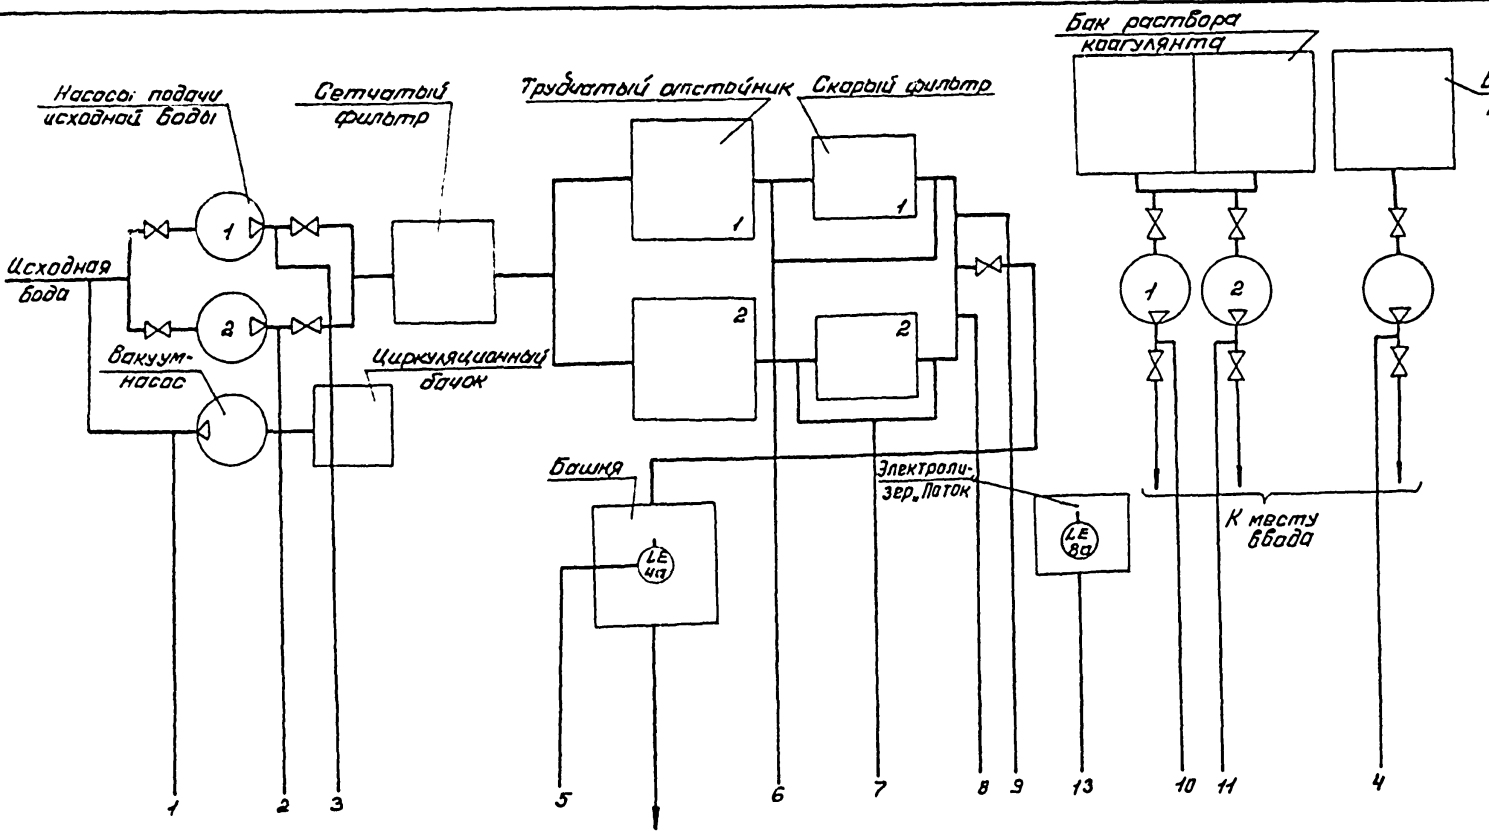 Насосы подачи
исходной воды
Сетчатый
фильтр
Трубчатый отстойник
Скорый фильтр
Бак раствора
коагулянта
1
1
1
Исходная
вода
2
2
2
1
2
Вакуум-
насос
Циркуляционный
бачок
Башня
LE
4а
Электроли-
зер „Поток
LE
8а
К месту
ввода
1
2
3
5
6
7
8
9
13
10
11
4